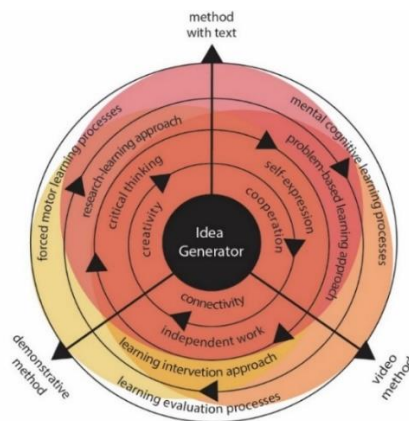 method
with text
forced motor learning processes
mental cognitive learning processes
research-learning approach
problem-based learning approach
critical thinking
self-expression
creativity
cooperation
Idea
Generator
connectivity
independent work
learning intervetion approach
learning evaluation processes
demonstrative
method
video
method